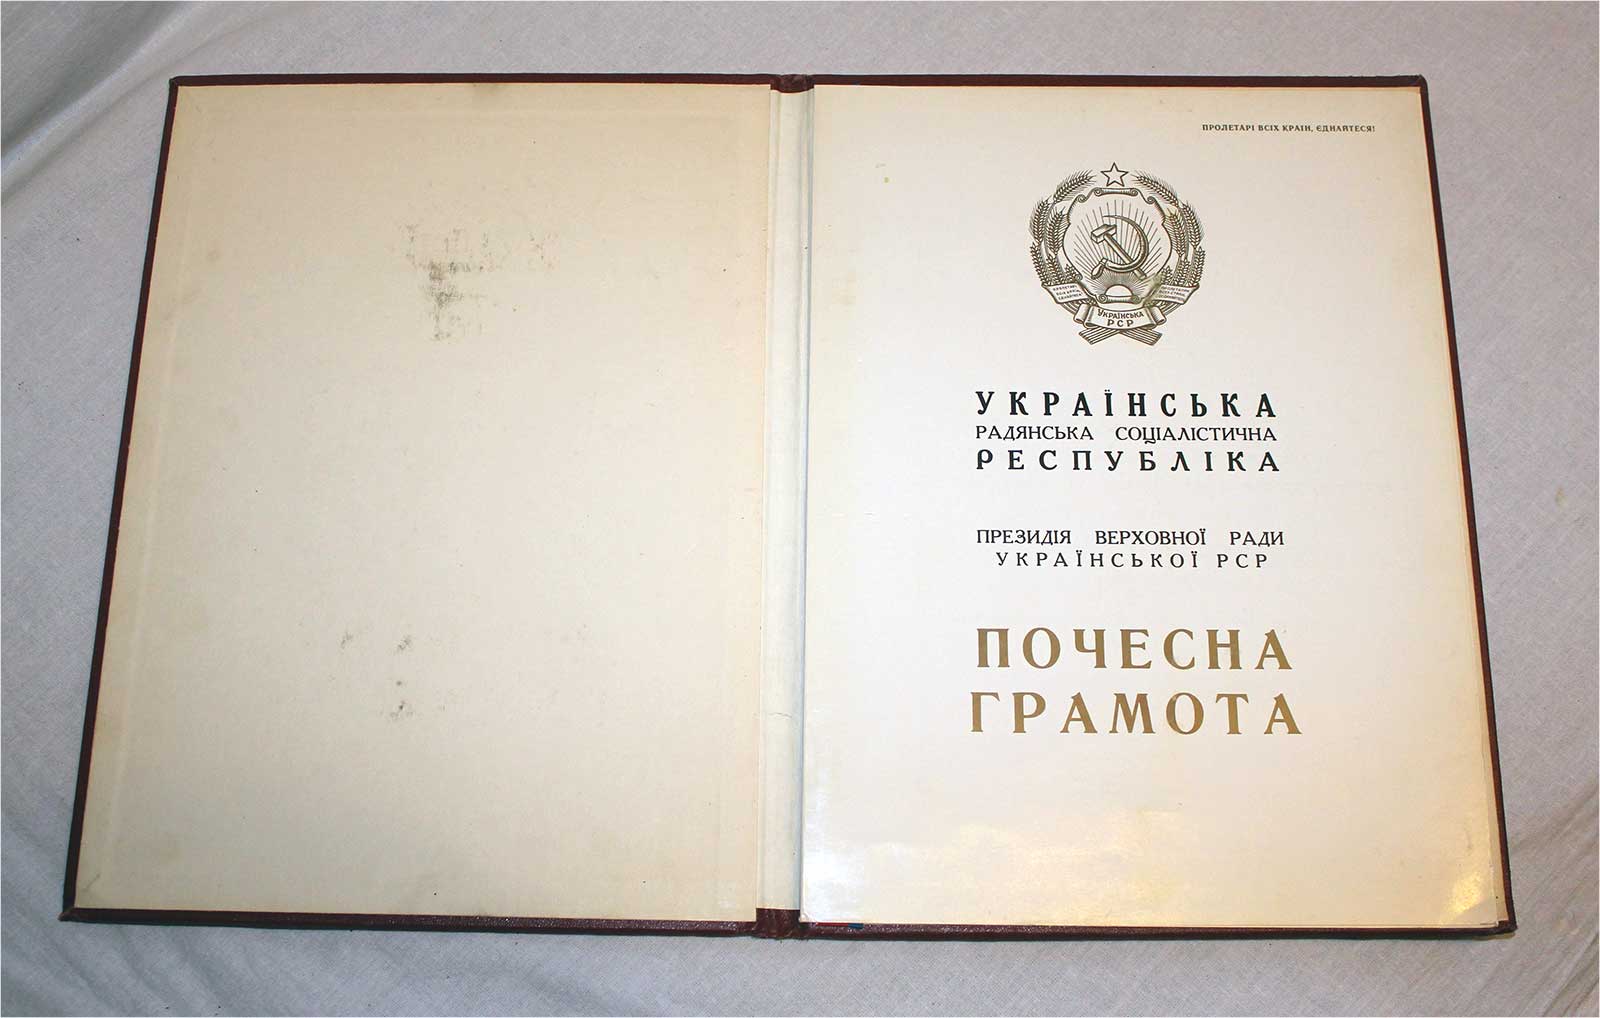 ПРОЛЕТАРІ ВСІХ КРАЇН, ЄДНАЙТЕСЯ!
УКРАЇНСЬКА
РСР
УКРАЇНСЬКА
РАДЯНСЬКА СОЦІАЛІСТИЧНА
РЕСПУБЛІКА
ПРЕЗИДІЯ ВЕРХОВНОЇ РАДИ
УКРАЇНСЬКОЇ РСР
ПОЧЕСНА
ГРАМОТА